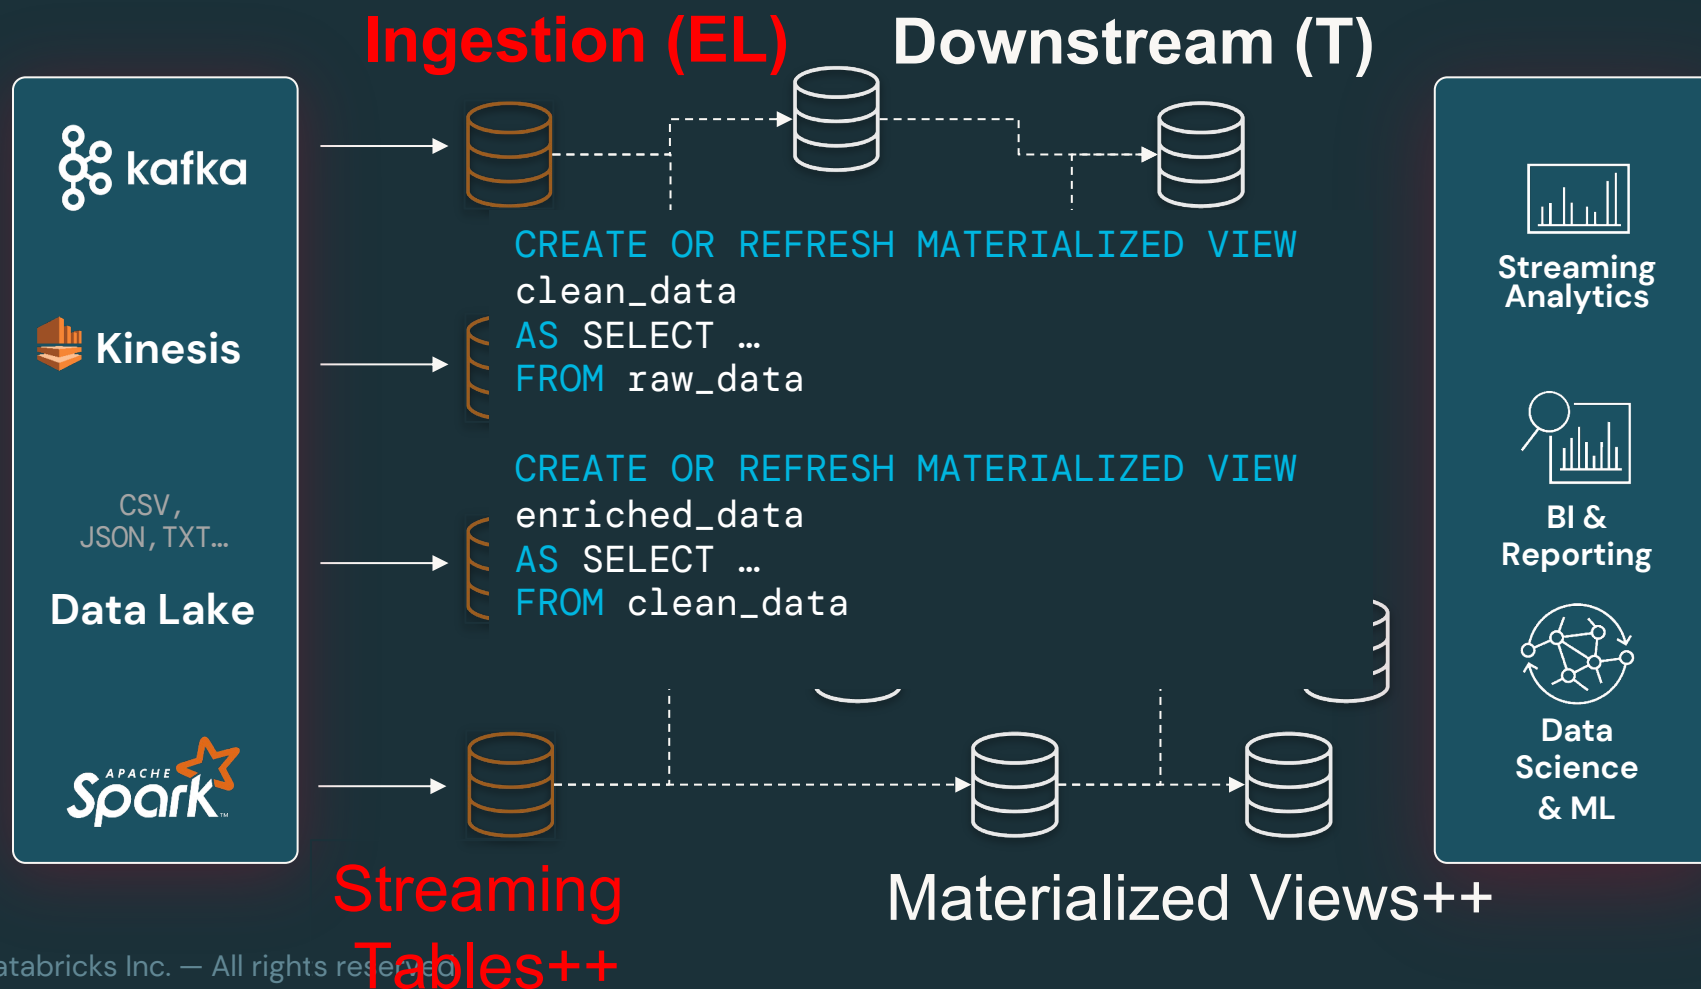 Ingestion (EL)
Downstream (T)
kafka
Kinesis
CSV,
JSON, TXT…
Data Lake
APACHE
Spark
TM
CREATE OR REFRESH MATERIALIZED VIEW
clean_data
AS SELECT …
FROM raw_data
CREATE OR REFRESH MATERIALIZED VIEW
enriched_data
AS SELECT …
FROM clean_data
Streaming
Analytics
BI &
Reporting
Data
Science
& ML
Streaming
Tables++
Materialized Views++
atabricks Inc. — All rights reserved